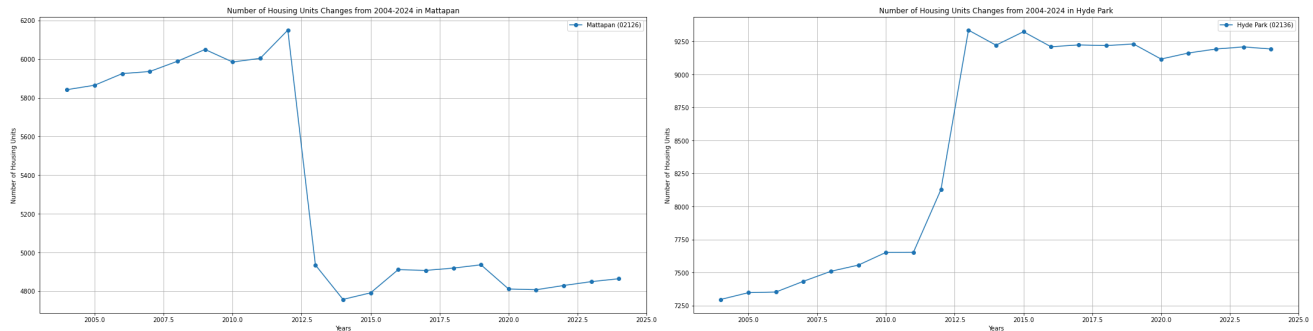 Number of Housing Units Changes from 2004-2024 in Mattapan
Mattapan (02126)
Number of Housing Units
6200
6000
5800
5600
5400
5200
5000
4800
2005.0 2007.5 2010.0 2012.5 2015.0 2017.5 2020.0 2022.5 2025.0
Years
Number of Housing Units Changes from 2004-2024 in Hyde Park
Hyde Park (02136)
Number of Housing Units
9250
9000
8750
8500
8250
8000
7750
7500
7250
2005.0 2007.5 2010.0 2012.5 2015.0 2017.5 2020.0 2022.5 2025.0
Years